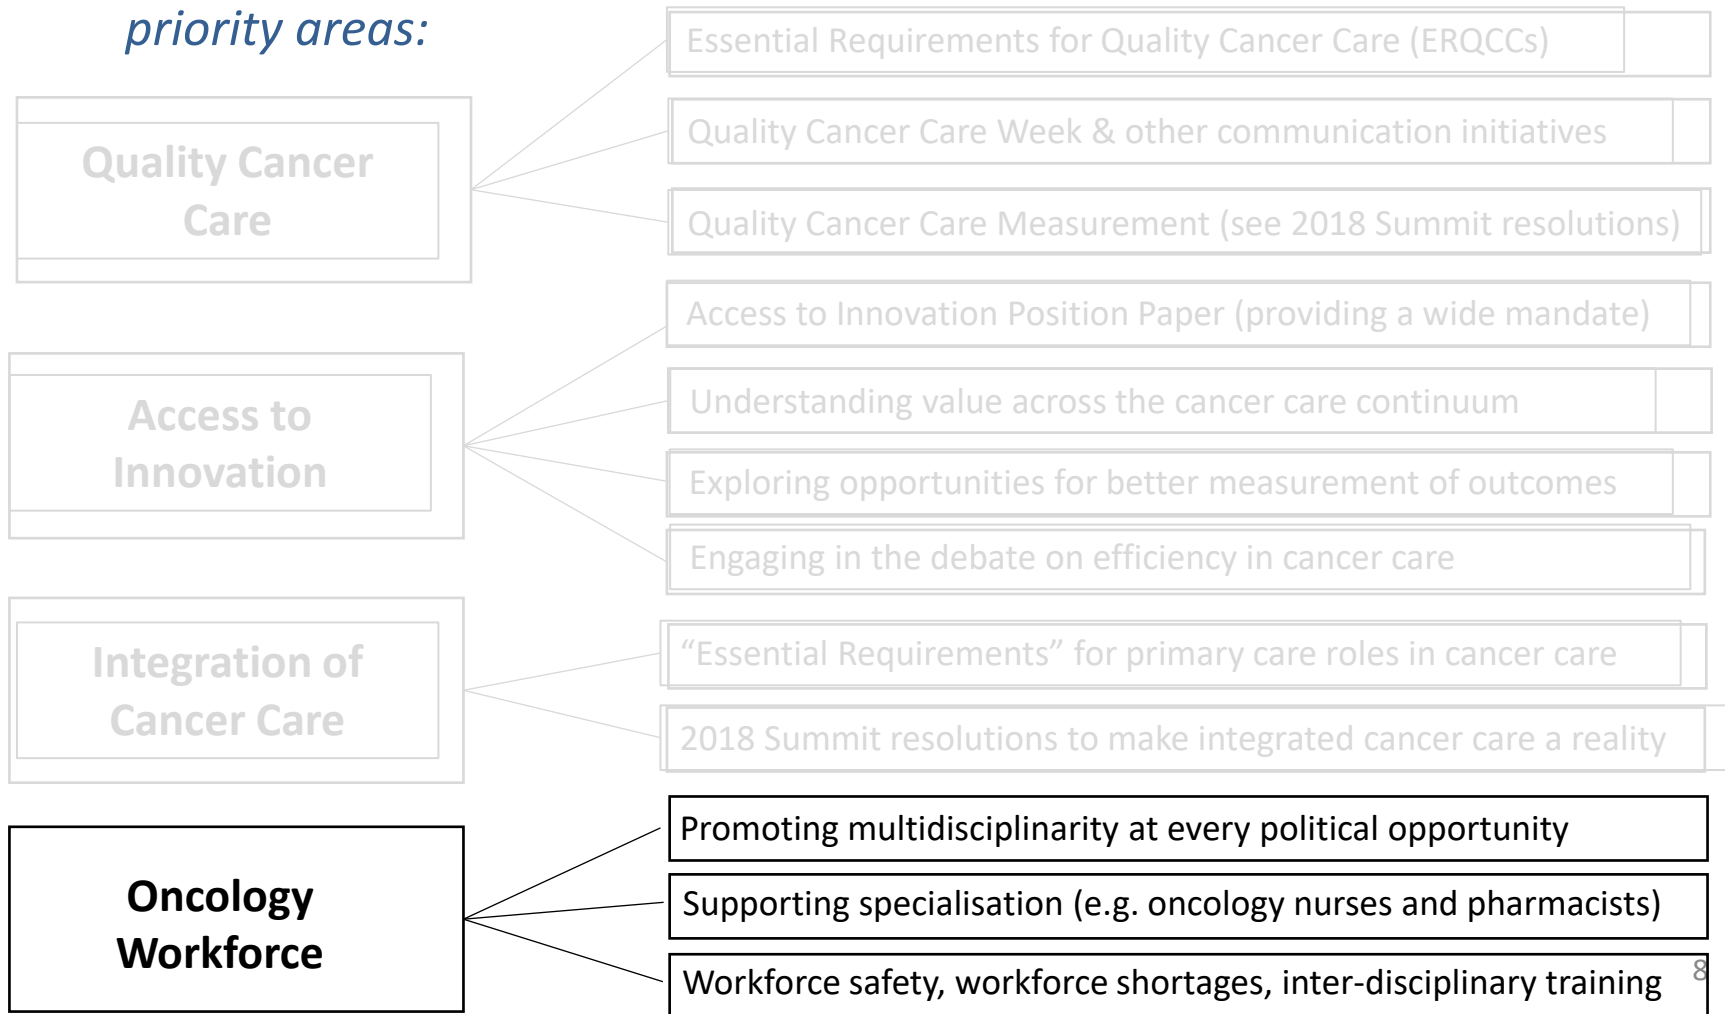 priority areas:
Quality Cancer
Care
Essential Requirements for Quality Cancer Care (ERQCCs)
Quality Cancer Care Week & other communication initiatives
Quality Cancer Care Measurement (see 2018 Summit resolutions)
Access to
Innovation
Access to Innovation Position Paper (providing a wide mandate)
Understanding value across the cancer care continuum
Exploring opportunities for better measurement of outcomes
Engaging in the debate on efficiency in cancer care
Integration of
Cancer Care
“Essential Requirements” for primary care roles in cancer care
2018 Summit resolutions to make integrated cancer care a reality
Oncology
Workforce
Promoting multidisciplinarity at every political opportunity
Supporting specialisation (e.g. oncology nurses and pharmacists)
Workforce safety, workforce shortages, inter-disciplinary training
8